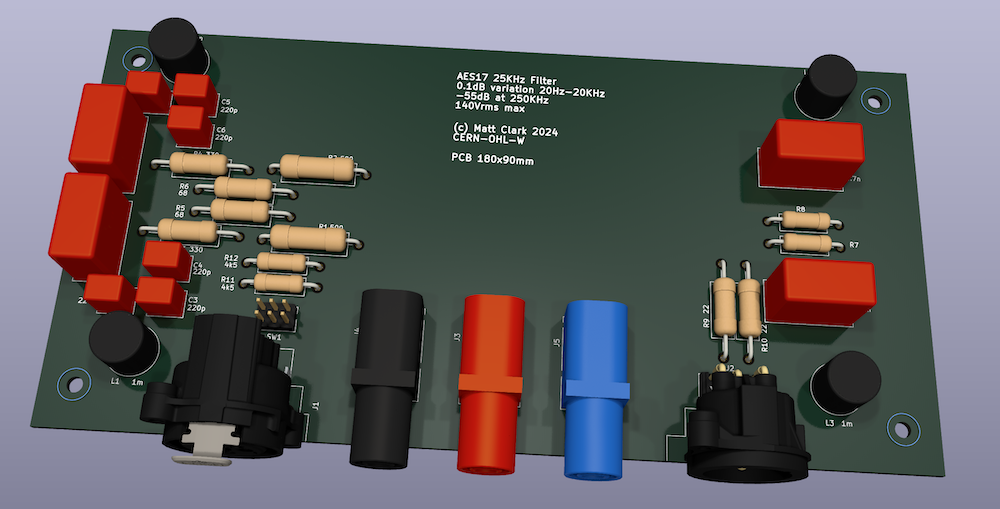 AES17 25KHz Filter
0.1dB variation 20Hz-20KHz
-55dB at 250KHz
140Vrms max
(c) Matt Clark 2024
CERN-OHL-W
PCB 180x90mm
C5
220p
C6
220p
R6
68
R5
68
330
R12
4k5
R11
4k5
C4
220p
C3
220p
SW1
L1 1m
J1
J3
J5
R8
R7
R9 22
R10 22
J2
L3 1m